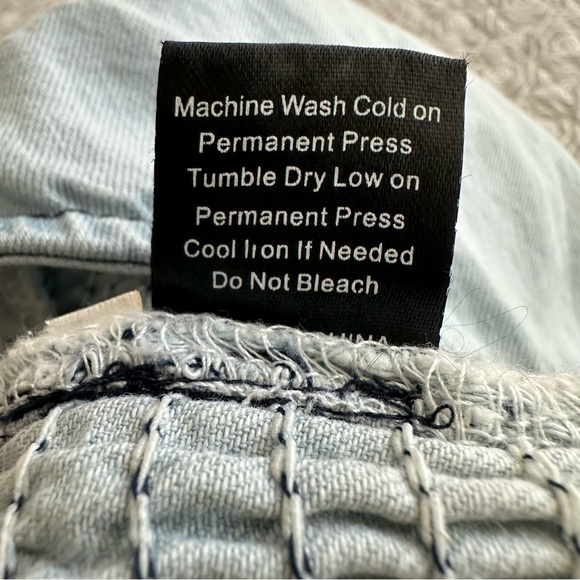 Machine Wash Cold on
Permanent Press
Tumble Dry Low on
Permanent Press
Cool Iron If Needed
Do Not Bleach